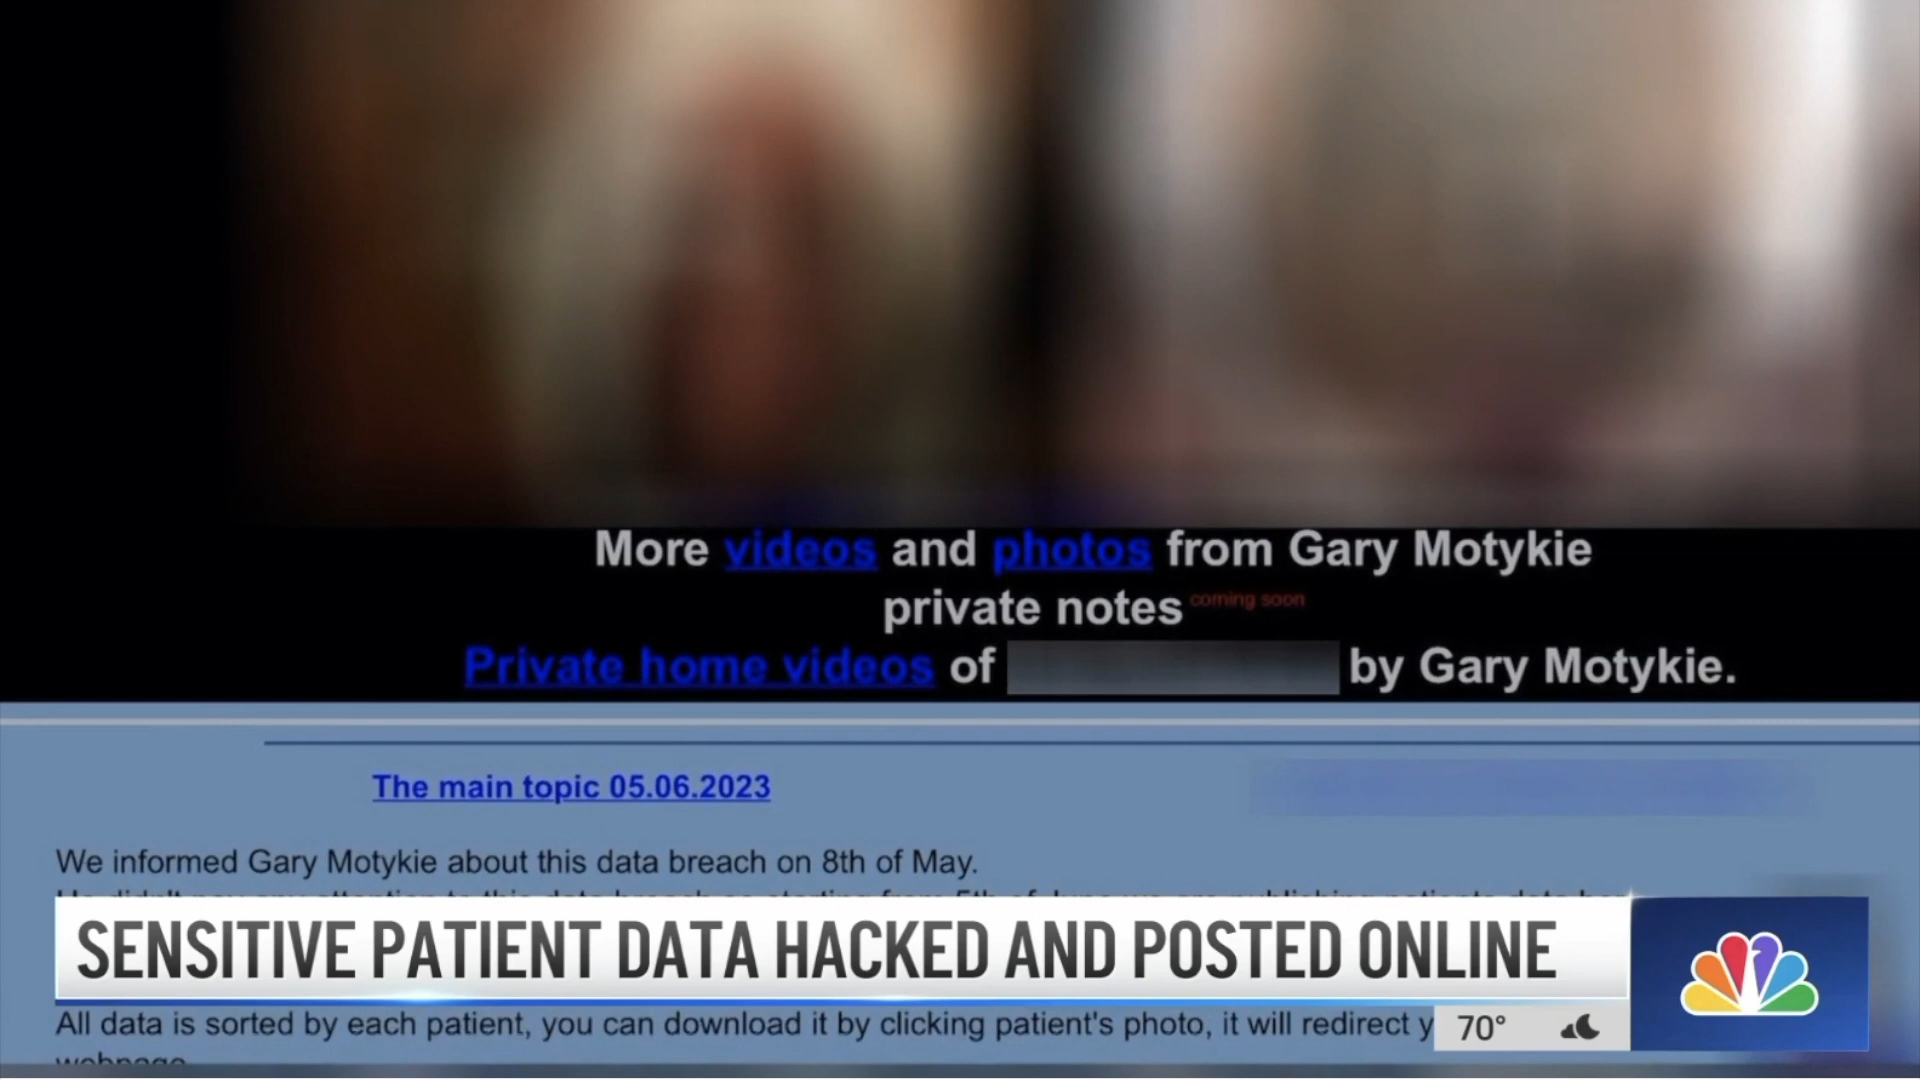 More videos and photos from Gary Motykie
private notes coming soon
Private home videos of by Gary Motykie.
The main topic 05.06.2023
We informed Gary Motykie about this data breach on 8th of May.
SENSITIVE PATIENT DATA HACKED AND POSTED ONLINE
All data is sorted by each patient, you can download it by clicking patient's photo, it will redirect y
70°